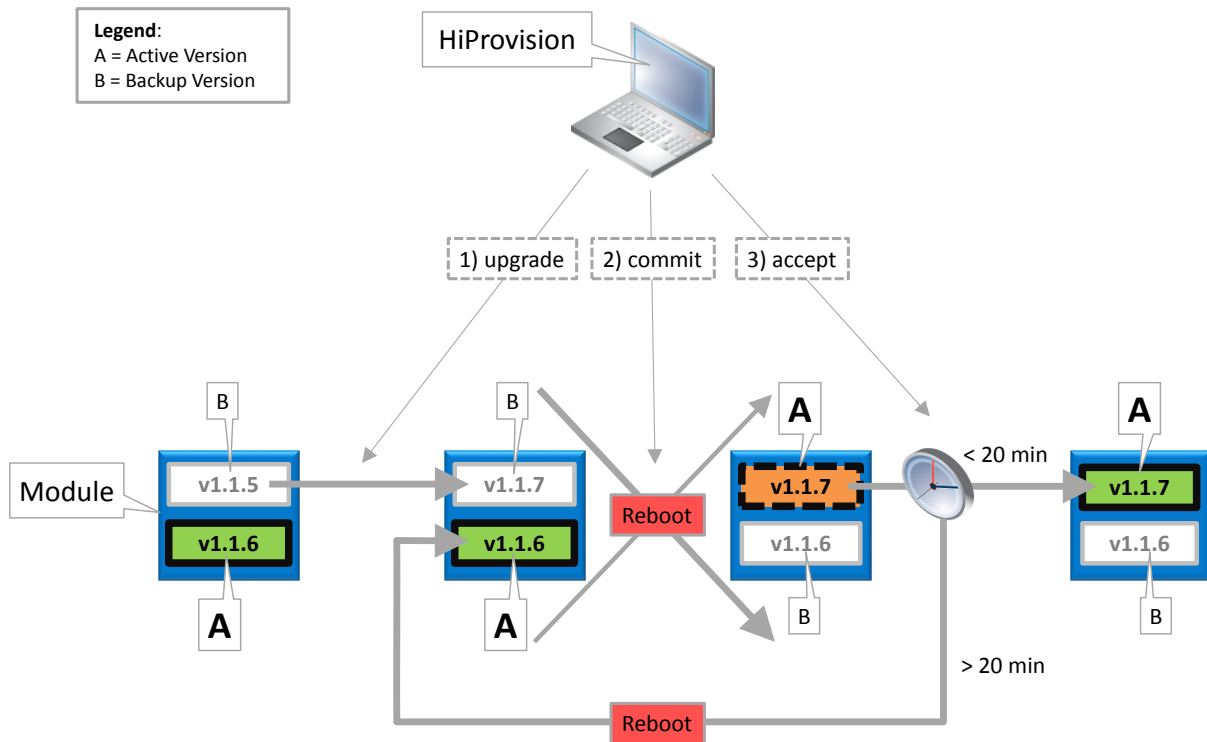 Legend:
A = Active Version
B = Backup Version
HiProvision
1) upgrade
2) commit
3) accept
B
B
A
A
Module
v1.1.5
v1.1.7
v1.1.7
< 20 min
v1.1.7
v1.1.6
v1.1.6
Reboot
v1.1.6
v1.1.6
A
A
B
B
> 20 min
Reboot